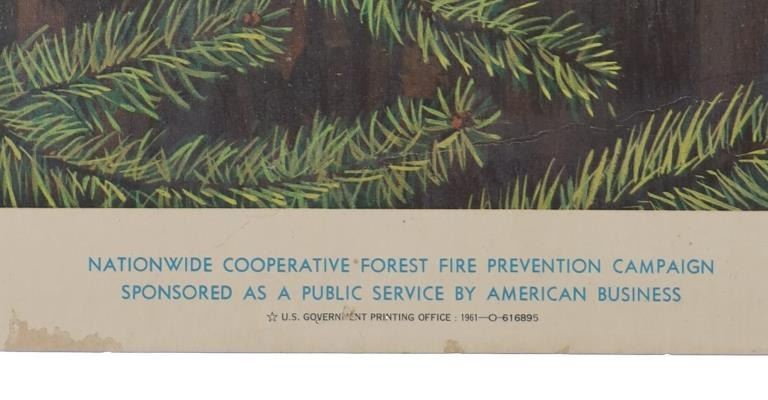 NATIONWIDE COOPERATIVE FOREST FIRE PREVENTION CAMPAIGN
SPONSORED AS A PUBLIC SERVICE BY AMERICAN BUSINESS
☆ U.S. GOVERNMENT PRINTING OFFICE : 1961—O-616895